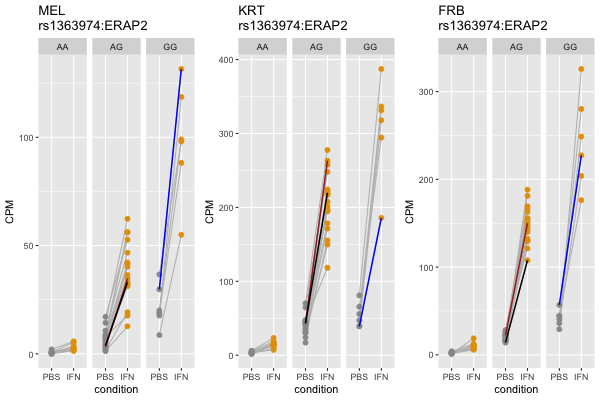 MEL
rs1363974:ERAP2
AA AG GG
CPM
100
50
0
PBS IFN PBS IFN PBS IFN
condition
KRT
rs1363974:ERAP2
AA AG GG
CPM
400
300
200
100
0
PBS IFN PBS IFN PBS IFN
condition
FRB
rs1363974:ERAP2
AA AG GG
CPM
300
200
100
0
PBS IFN PBS IFN PBS IFN
condition